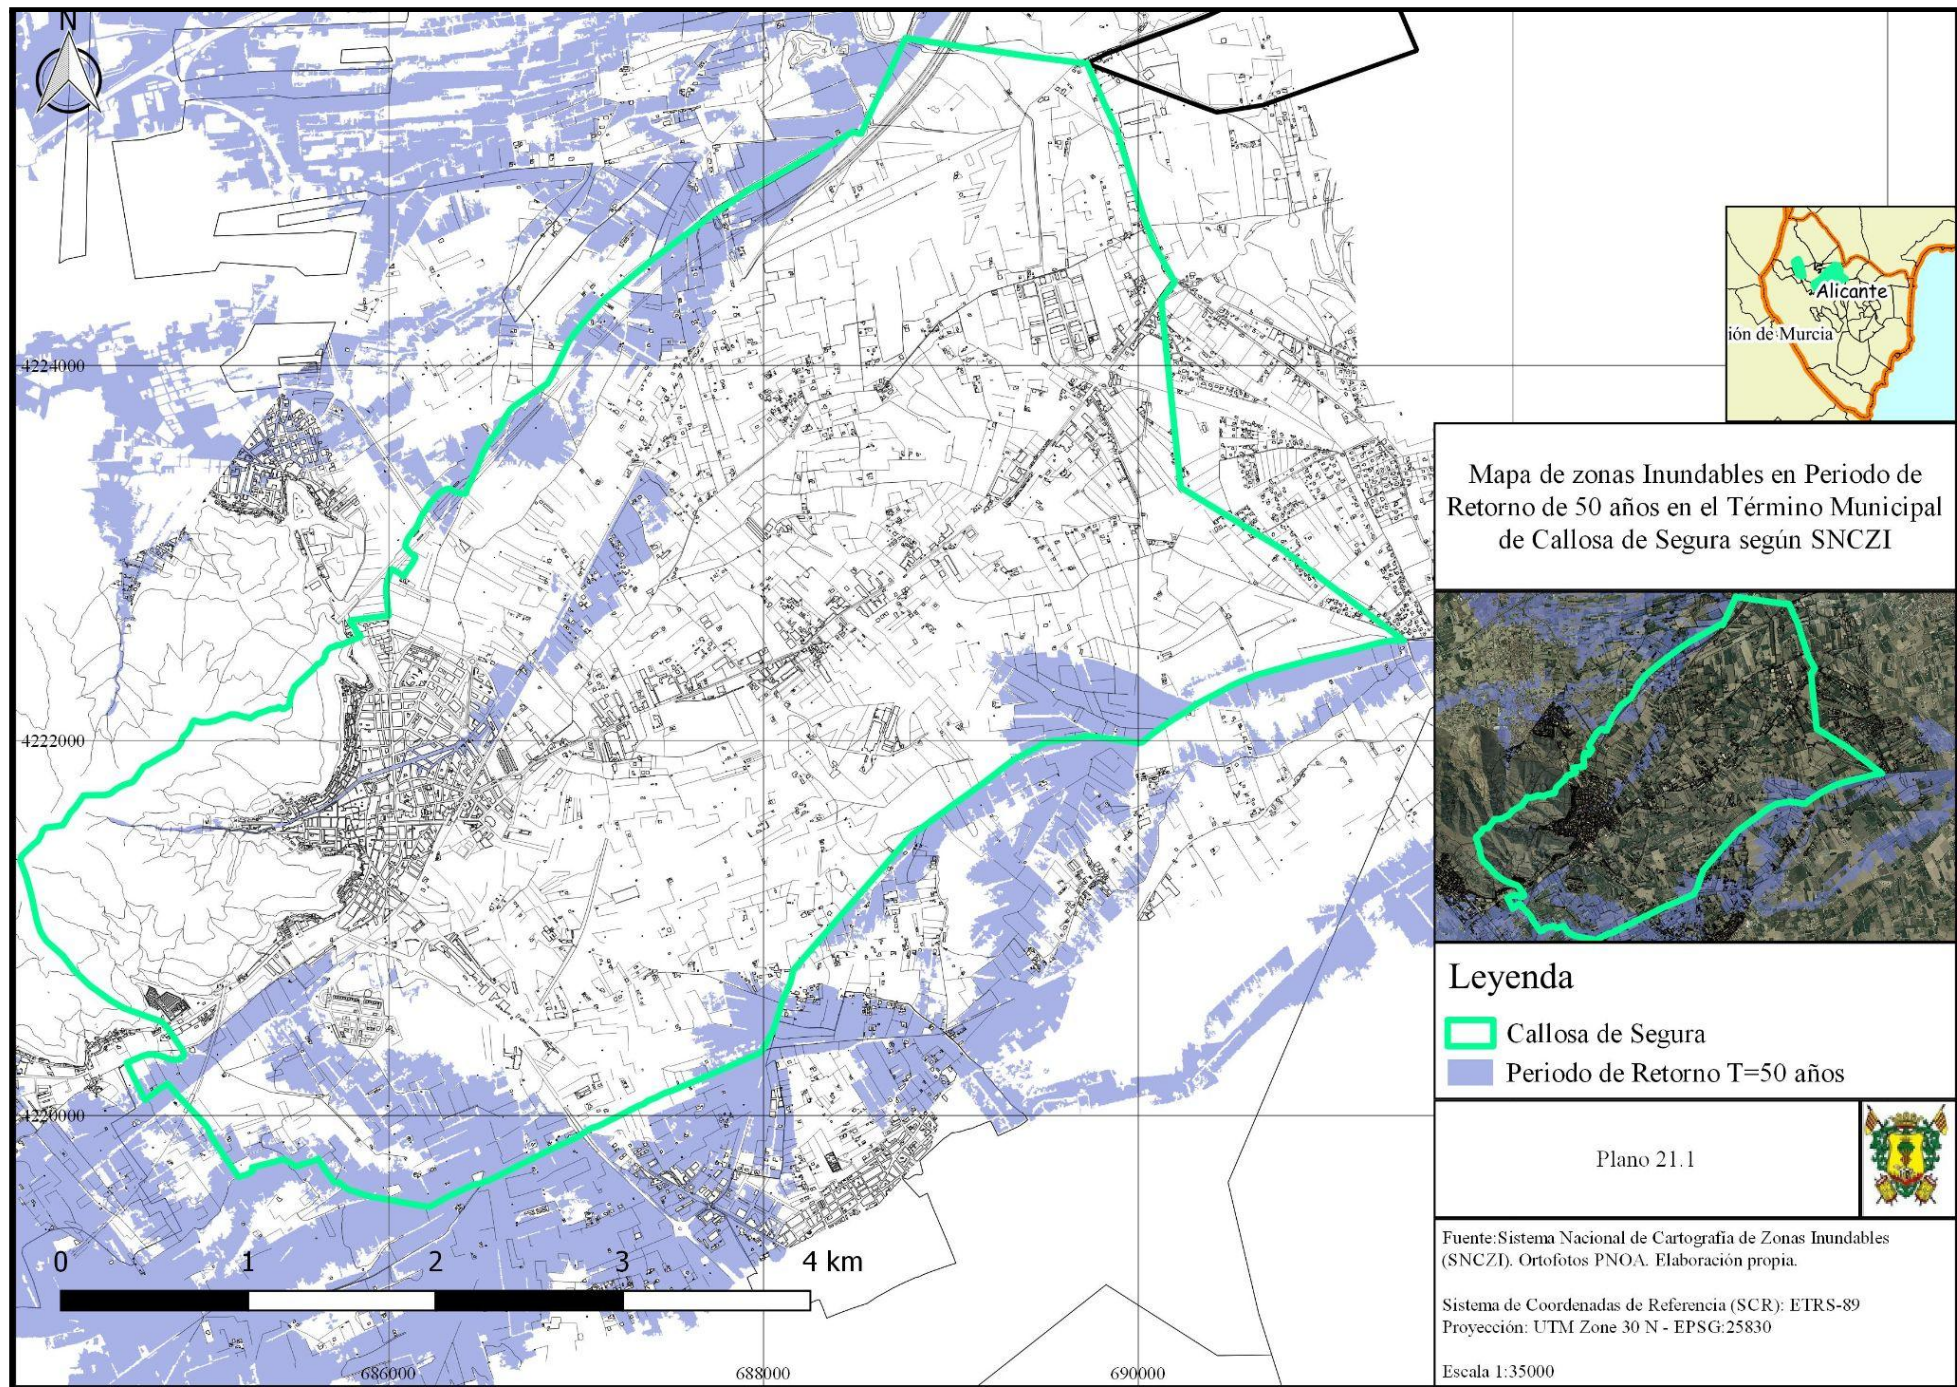 N
4224000
4222000
4220000
686000
688000
690000
0 1 2 3 4 km
Alicante
ión de Murcia
Mapa de zonas Inundables en Periodo de
Retorno de 50 años en el Término Municipal
de Callosa de Segura según SNCZI
Leyenda
Callosa de Segura
Periodo de Retorno T=50 años
Plano 21.1
Fuente:Sistema Nacional de Cartografía de Zonas Inundables
(SNCZI). Ortofotos PNOA. Elaboración propia.
Sistema de Coordenadas de Referencia (SCR): ETRS-89
Proyección: UTM Zone 30 N - EPSG:25830
Escala 1:35000